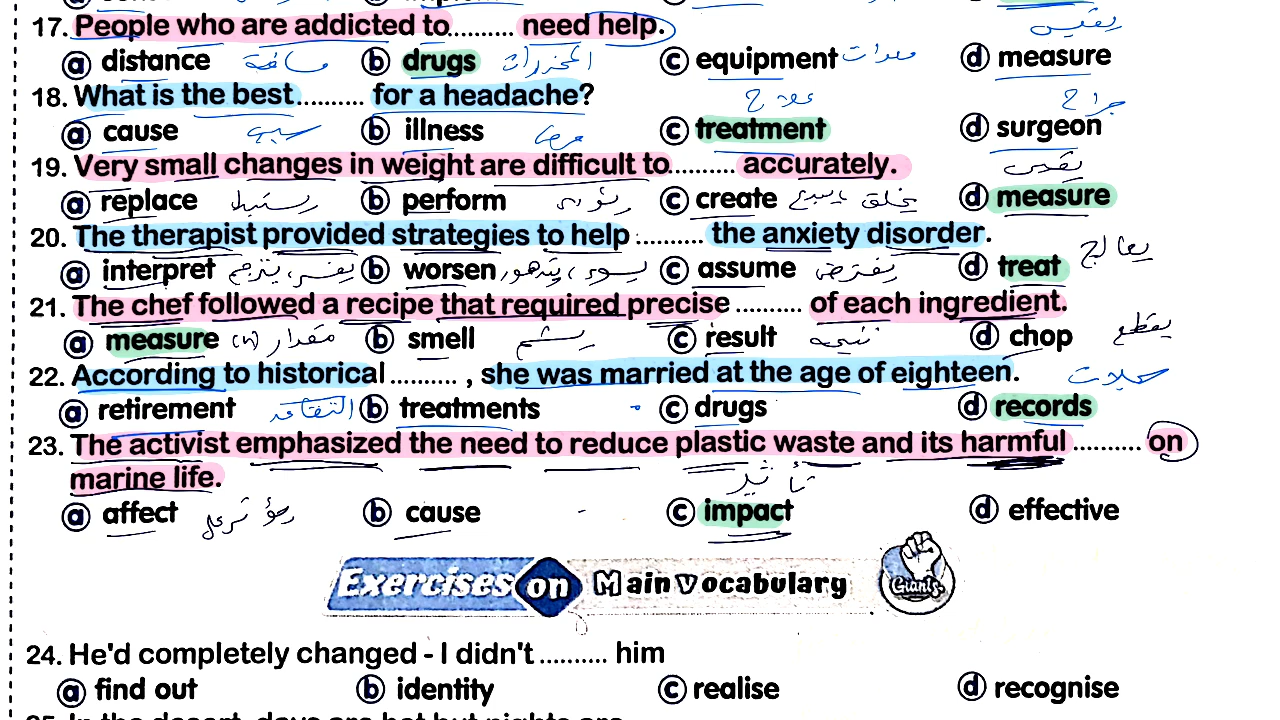 17. People who are addicted to.......... need help. يقيس
ⓐ distance مسافة ⓑ drugs المخدرات ⓒ equipment معدات ⓓ measure
18. What is the best.......... for a headache? علاج جراح
ⓐ cause سبب ⓑ illness مرض ⓒ treatment ⓓ surgeon
19. Very small changes in weight are difficult to.......... accurately.
ⓐ replace يستبدل ⓑ perform يؤدي ⓒ create يخلق ⓓ measure
20. The therapist provided strategies to help .......... the anxiety disorder. يعالج
ⓐ interpret يفسر، يترجم ⓑ worsen يسوء، يتدهور ⓒ assume يفترض ⓓ treat
21. The chef followed a recipe that required precise .......... of each ingredient.
ⓐ measure (n) مقدار ⓑ smell يشم ⓒ result نتيجة ⓓ chop يقطع
22. According to historical .......... , she was married at the age of eighteen. سجلات
ⓐ retirement التقاعد ⓑ treatments ⓒ drugs ⓓ records
23. The activist emphasized the need to reduce plastic waste and its harmful .......... on
marine life. تأثير
ⓐ affect يؤثر على ⓑ cause ⓒ impact ⓓ effective
Exercises on Main Vocabulary Giants
24. He'd completely changed - I didn't .......... him
ⓐ find out ⓑ identity ⓒ realise ⓓ recognise